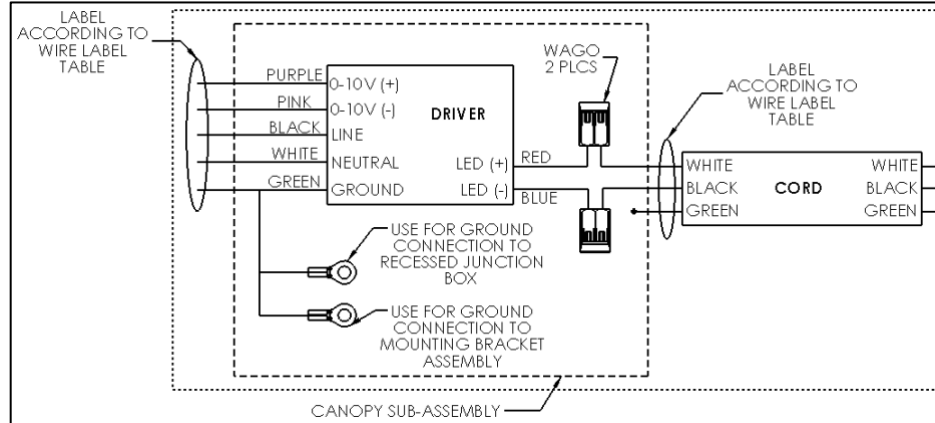 LABEL
ACCORDING TO
WIRE LABEL
TABLE
PURPLE
PINK
BLACK
WHITE
GREEN
0-10V (+)
0-10V (-)
LINE
NEUTRAL
GROUND
DRIVER
LED (+)
LED (-)
RED
BLUE
WAGO
2 PLCS
LABEL
ACCORDING TO
WIRE LABEL
TABLE
WHITE
BLACK
GREEN
CORD
WHITE
BLACK
GREEN
USE FOR GROUND
CONNECTION TO
RECESSED JUNCTION
BOX
USE FOR GROUND
CONNECTION TO
MOUNTING BRACKET
ASSEMBLY
CANOPY SUB-ASSEMBLY